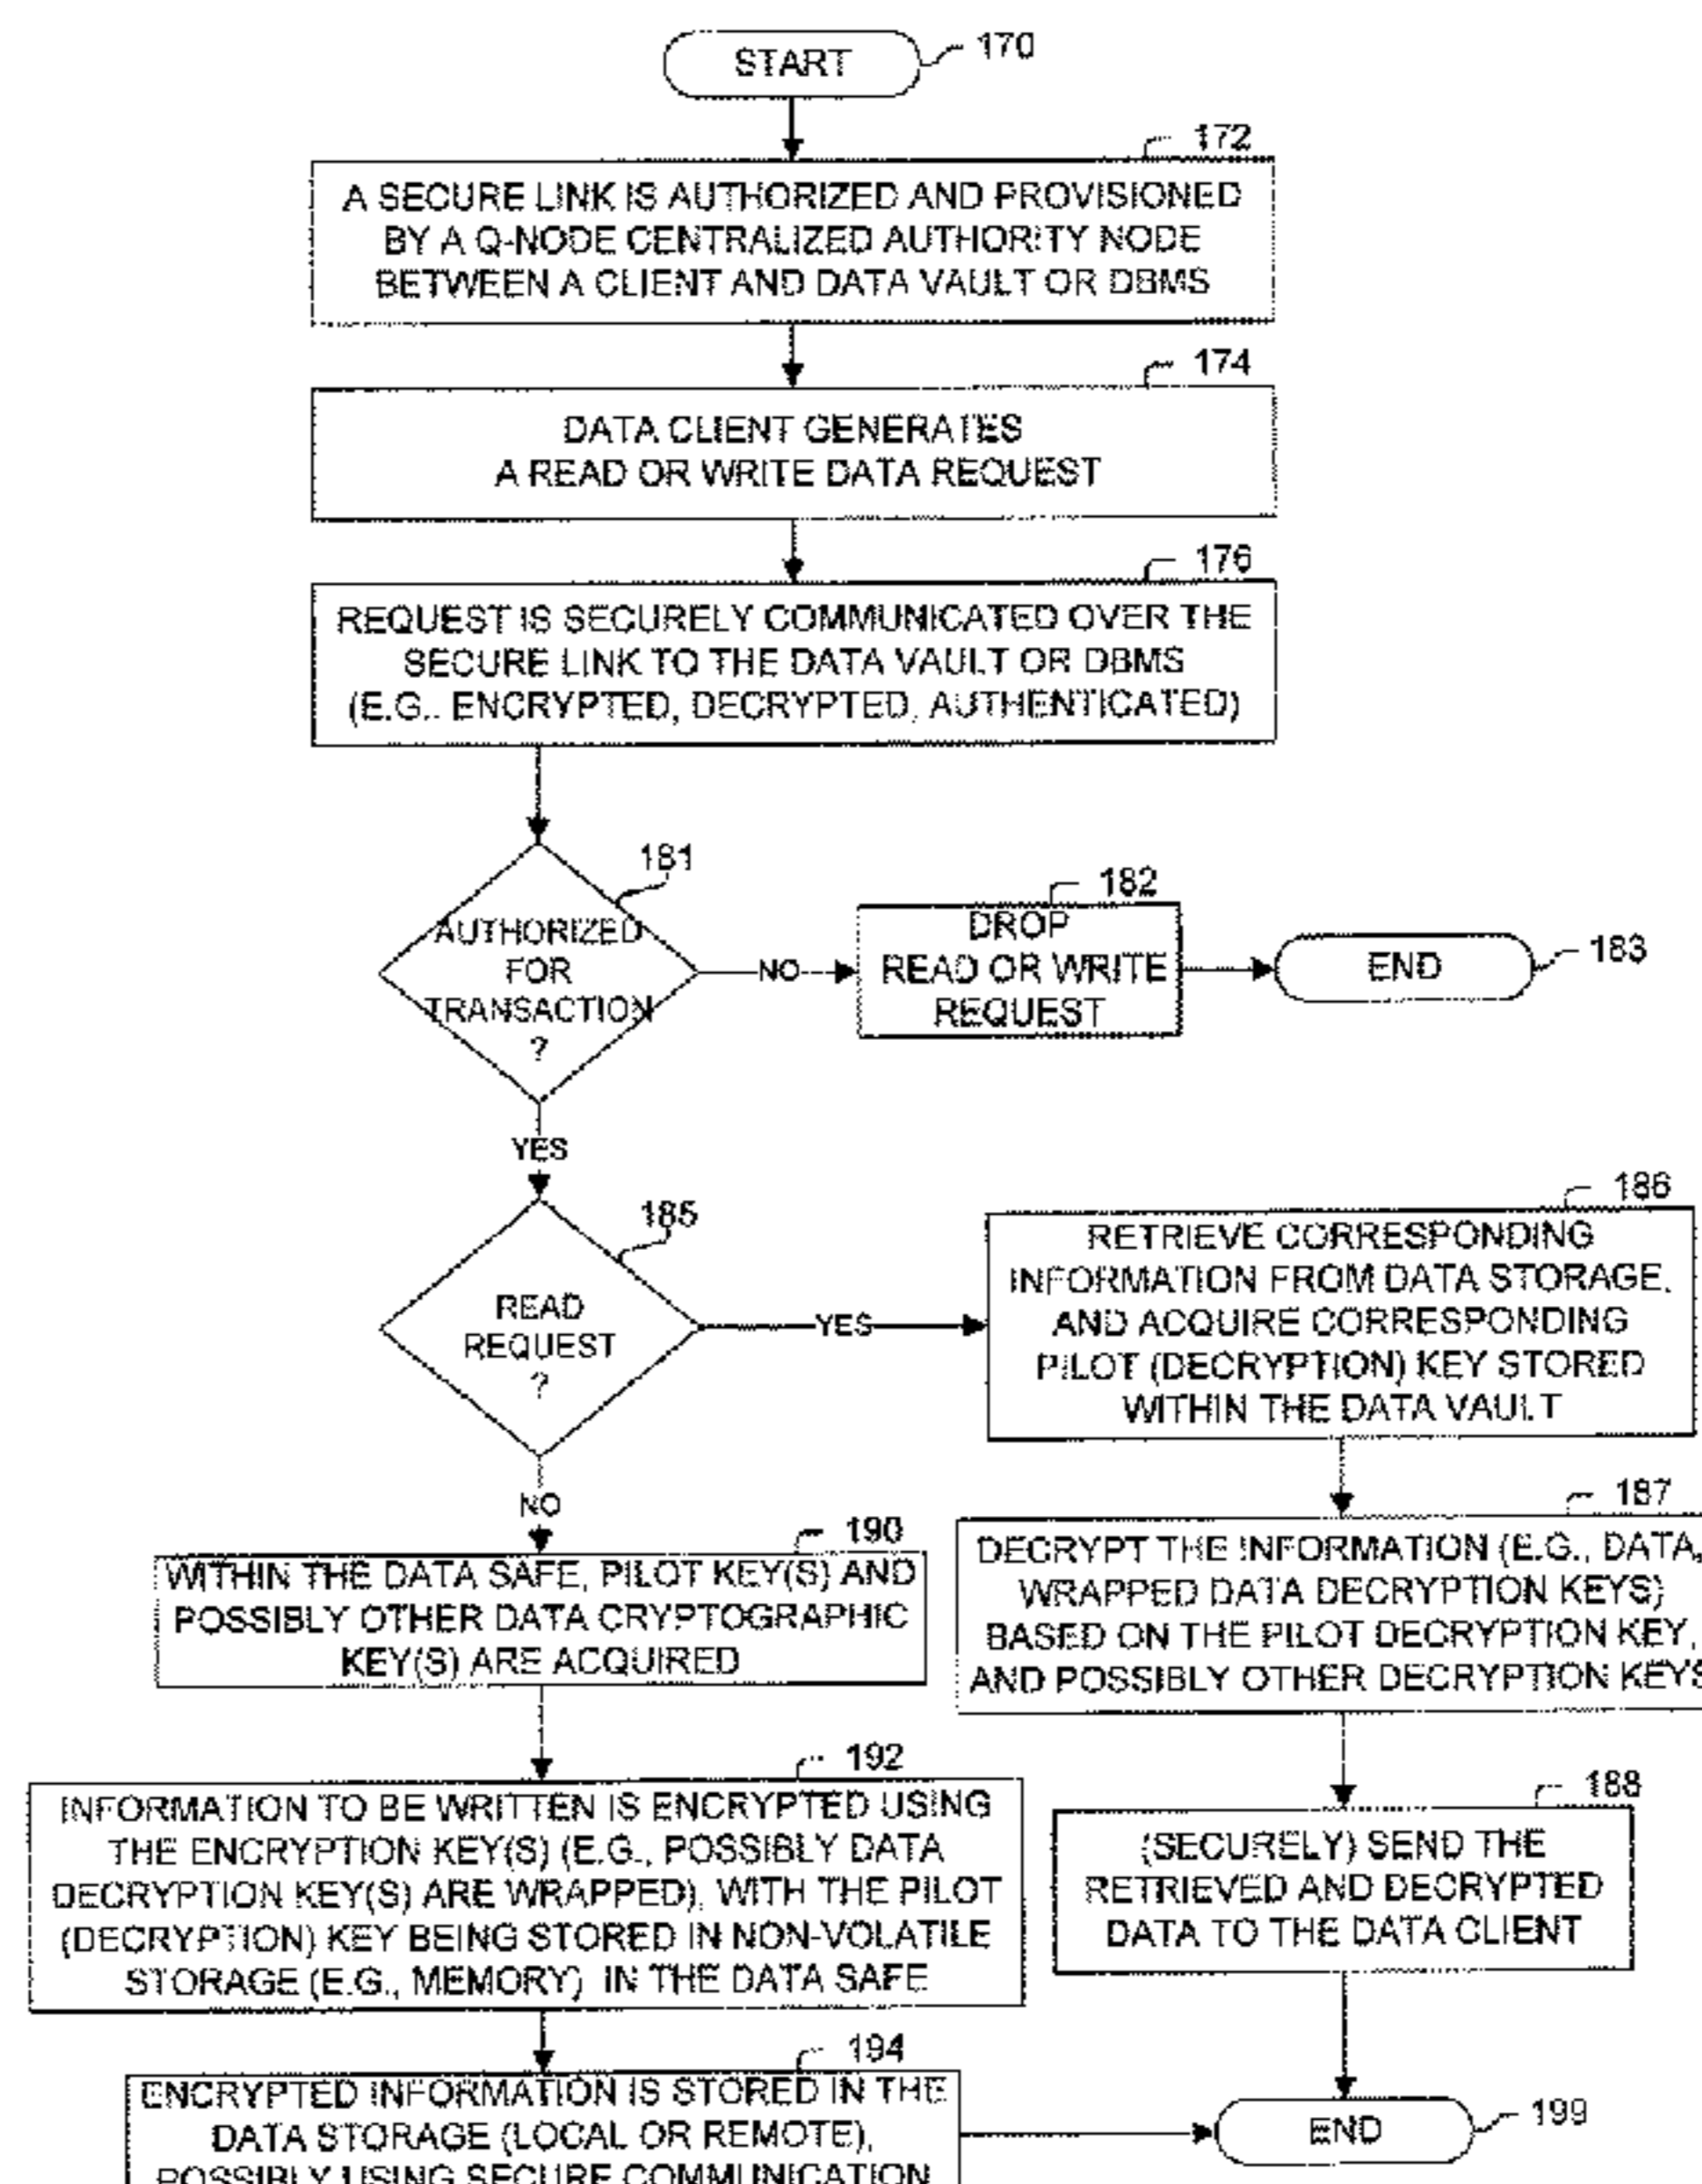 START
170
172
A SECURE LINK IS AUTHORIZED AND PROVISIONED
BY A Q-NODE CENTRALIZED AUTHORITY NODE
BETWEEN A CLIENT AND DATA VAULT OR DBMS
174
DATA CLIENT GENERATES
A READ OR WRITE DATA REQUEST
176
REQUEST IS SECURELY COMMUNICATED OVER THE
SECURE LINK TO THE DATA VAULT OR DBMS
(E.G.. ENCRYPTED, DECRYPTED, AUTHENTICATED)
181
AUTHORIZED
FOR
TRANSACTION
?
NO
182
DROP
READ OR WRITE
REQUEST
END
183
YES
185
READ
REQUEST
?
YES
186
RETRIEVE CORRESPONDING
INFORMATION FROM DATA STORAGE,
AND ACQUIRE CORRESPONDING
PILOT (DECRYPTION) KEY STORED
WITHIN THE DATA VAULT
NO
187
DECRYPT THE INFORMATION (E.G., DATA,
WRAPPED DATA DECRYPTION KEYS)
BASED ON THE PILOT DECRYPTION KEY,
AND POSSIBLY OTHER DECRYPTION KEYS
190
WITHIN THE DATA SAFE, PILOT KEY(S) AND
POSSIBLY OTHER DATA CRYPTOGRAPHIC
KEY(S) ARE ACQUIRED
192
INFORMATION TO BE WRITTEN IS ENCRYPTED USING
THE ENCRYPTION KEY(S) (E.G., POSSIBLY DATA
DECRYPTION KEY(S) ARE WRAPPED), WITH THE PILOT
(DECRYPTION) KEY BEING STORED IN NON-VOLATILE
STORAGE (E.G., MEMORY) IN THE DATA SAFE
188
(SECURELY) SEND THE
RETRIEVED AND DECRYPTED
DATA TO THE DATA CLIENT
194
ENCRYPTED INFORMATION IS STORED IN THE
DATA STORAGE (LOCAL OR REMOTE),
POSSIBLY USING SECURE COMMUNICATION
END
199